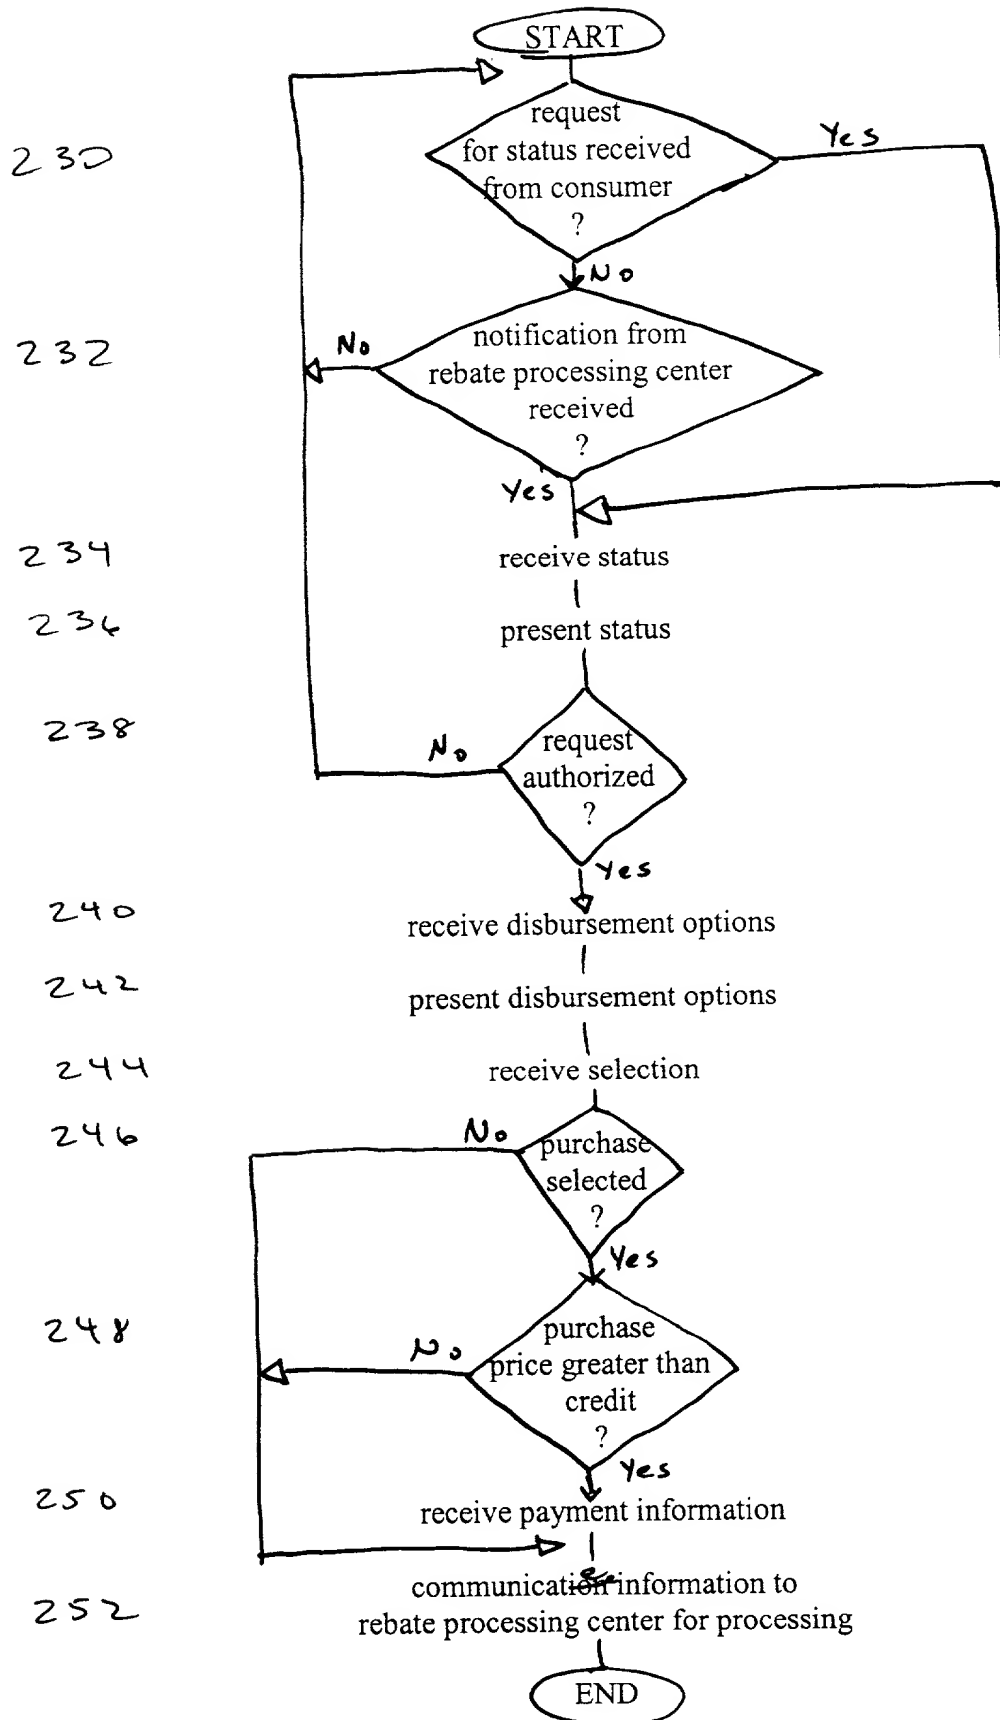 START
request
for status received
from consumer
?
Yes
230
No
notification from
rebate processing center
received
?
No
232
Yes
receive status
234
present status
236
request
authorized
?
No
238
Yes
receive disbursement options
240
present disbursement options
242
receive selection
244
purchase
selected
?
No
246
Yes
purchase
price greater than
credit
?
No
248
Yes
receive payment information
250
communication information to
rebate processing center for processing
252
END